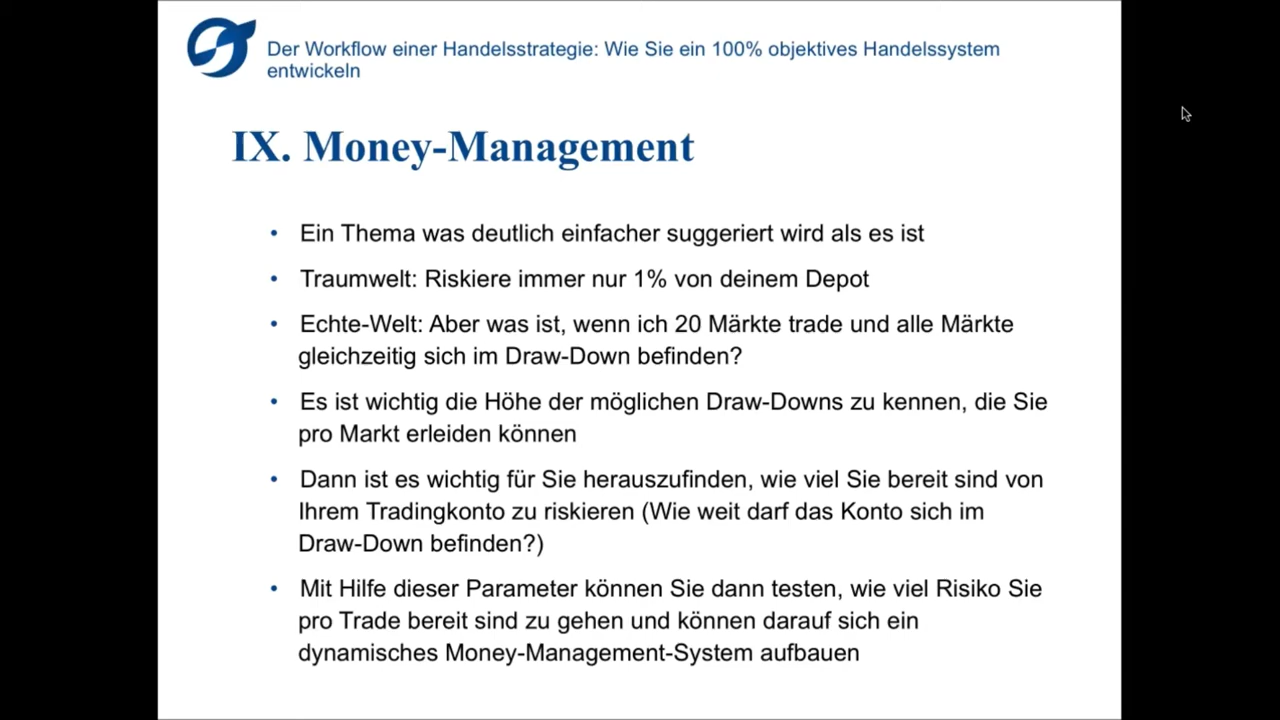 Der Workflow einer Handelsstrategie: Wie Sie ein 100% objektives Handelssystem
entwickeln
IX. Money-Management
• Ein Thema was deutlich einfacher suggeriert wird als es ist
• Traumwelt: Riskiere immer nur 1% von deinem Depot
• Echte-Welt: Aber was ist, wenn ich 20 Märkte trade und alle Märkte
gleichzeitig sich im Draw-Down befinden?
• Es ist wichtig die Höhe der möglichen Draw-Downs zu kennen, die Sie
pro Markt erleiden können
• Dann ist es wichtig für Sie herauszufinden, wie viel Sie bereit sind von
Ihrem Tradingkonto zu riskieren (Wie weit darf das Konto sich im
Draw-Down befinden?)
• Mit Hilfe dieser Parameter können Sie dann testen, wie viel Risiko Sie
pro Trade bereit sind zu gehen und können darauf sich ein
dynamisches Money-Management-System aufbauen